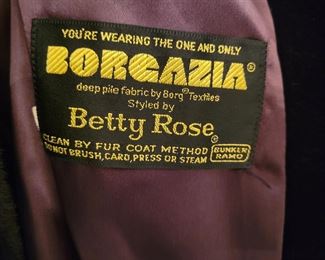 YOU'RE WEARING THE ONE AND ONLY
BORGAZIA®
deep pile fabric by Borg® Textiles
Styled by
Betty Rose®
CLEAN BY FUR COAT METHOD
DO NOT BRUSH, CARD, PRESS OR STEAM
BUNKER
RAMO